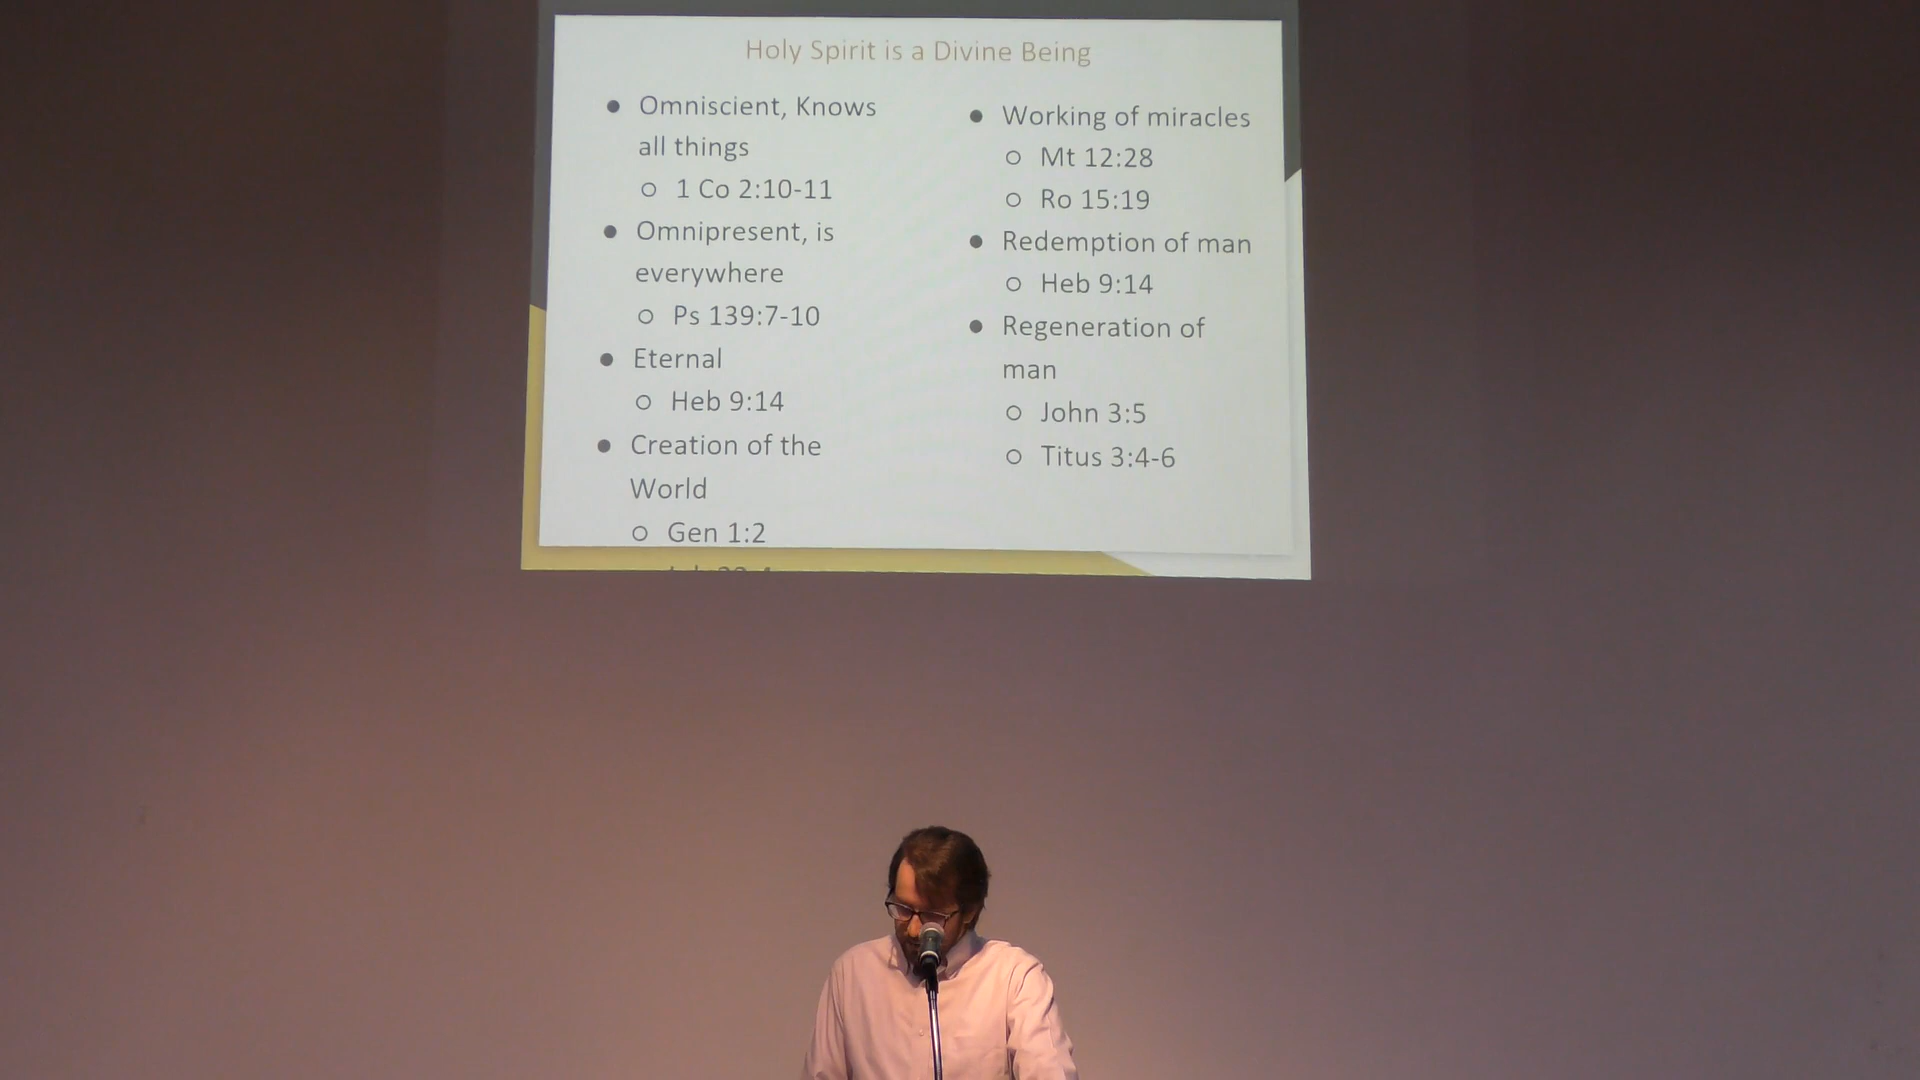 Holy Spirit is a Divine Being
● Omniscient, Knows
all things
○ 1 Co 2:10-11
● Omnipresent, is
everywhere
○ Ps 139:7-10
● Eternal
○ Heb 9:14
● Creation of the
World
○ Gen 1:2
● Working of miracles
○ Mt 12:28
○ Ro 15:19
● Redemption of man
○ Heb 9:14
● Regeneration of
man
○ John 3:5
○ Titus 3:4-6